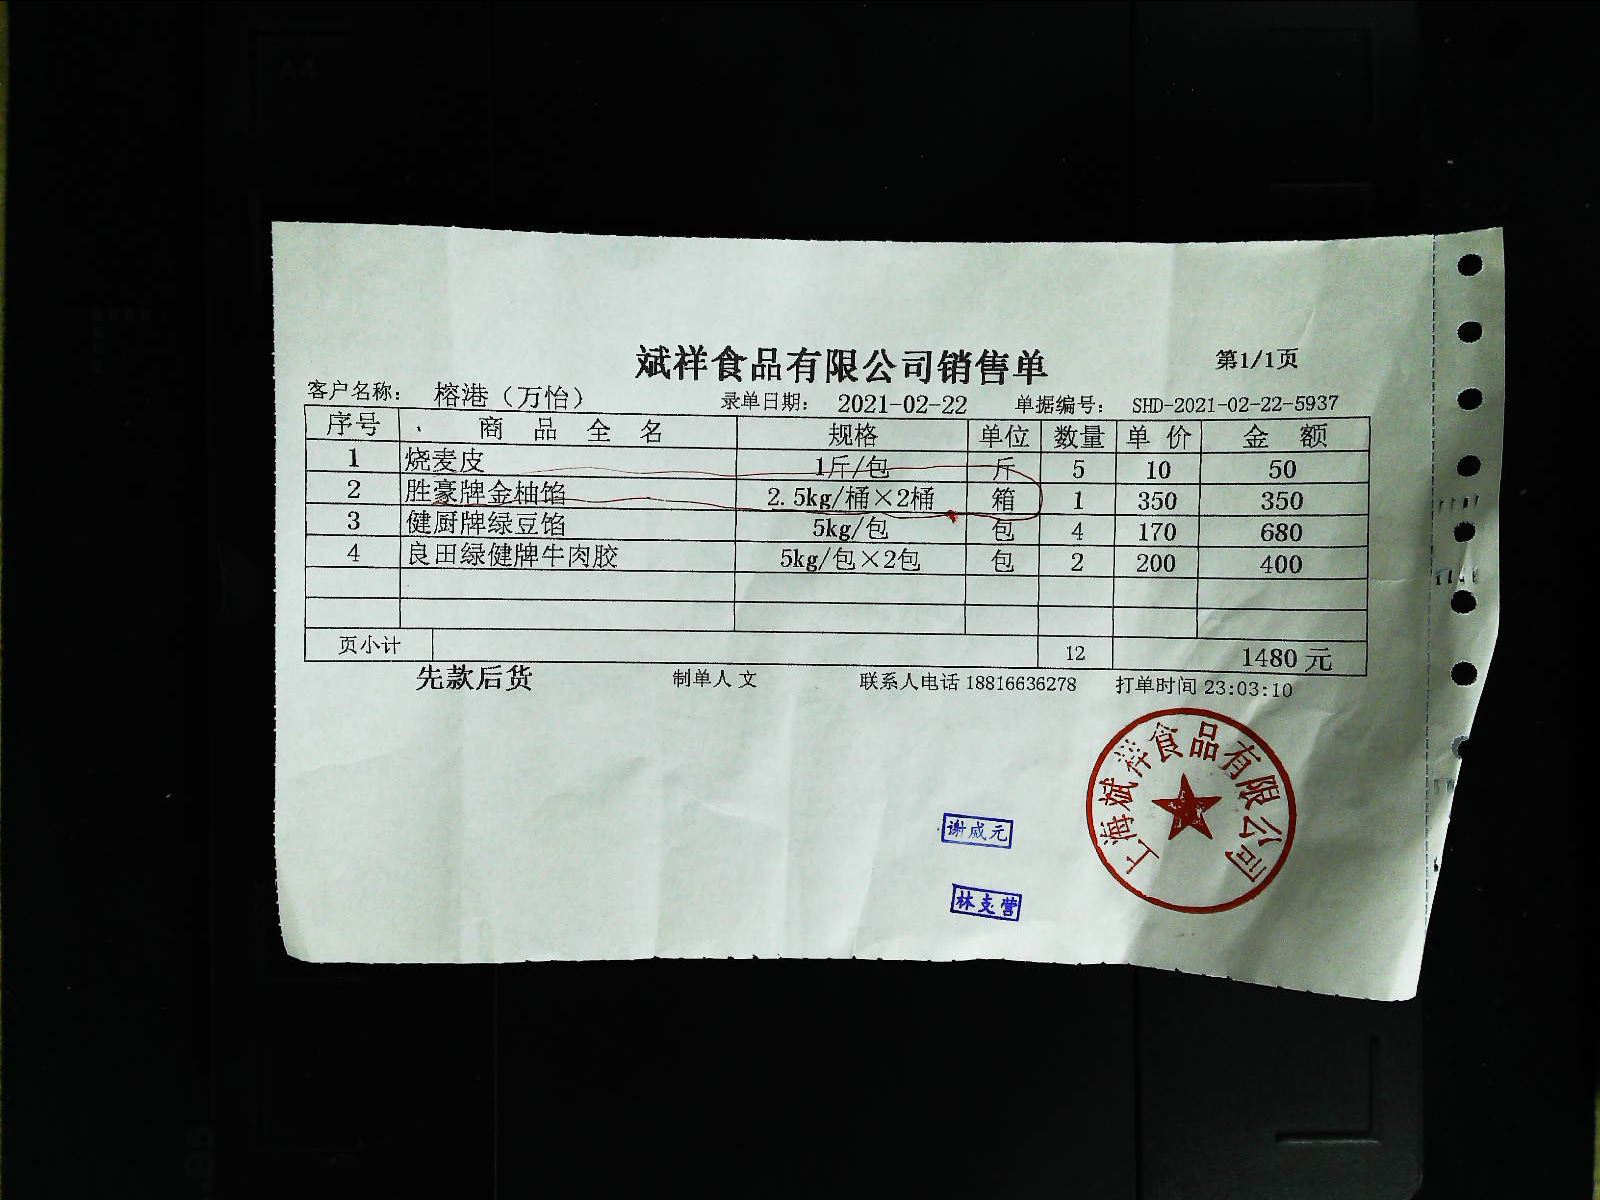 斌祥食品有限公司销售单 第1/1页
客户名称： 榕港（万怡） 录单日期： 2021-02-22 单据编号： SHD-2021-02-22-5937
序号 商品全名 规格 单位 数量 单价 金额
1 烧麦皮 1斤/包 斤 5 10 50
2 胜豪牌金柚馅 2.5kg/桶×2桶 箱 1 350 350
3 健厨牌绿豆馅 5kg/包 包 4 170 680
4 良田绿健牌牛肉胶 5kg/包×2包 包 2 200 400
页小计 12 1480 元
先款后货 制单人 文 联系人电话 18816636278 打单时间 23:03:10
上海斌祥食品有限公司
谢成元
林克营